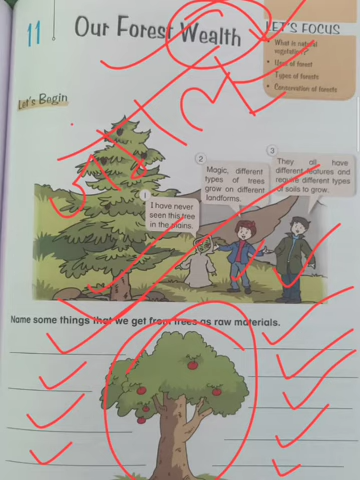 11
Our Forest Wealth
LET'S FOCUS
What is natural
vegetation?
• Uses of forest
Types of forests
• Conservation of forests
Let's Begin
3
They all have
different features and
require different types
of soils to grow.
2
Magic, different
types of trees
grow on different
landforms.
1
I have never
seen this tree
in the plains.
Name some things that we get from trees as raw materials.